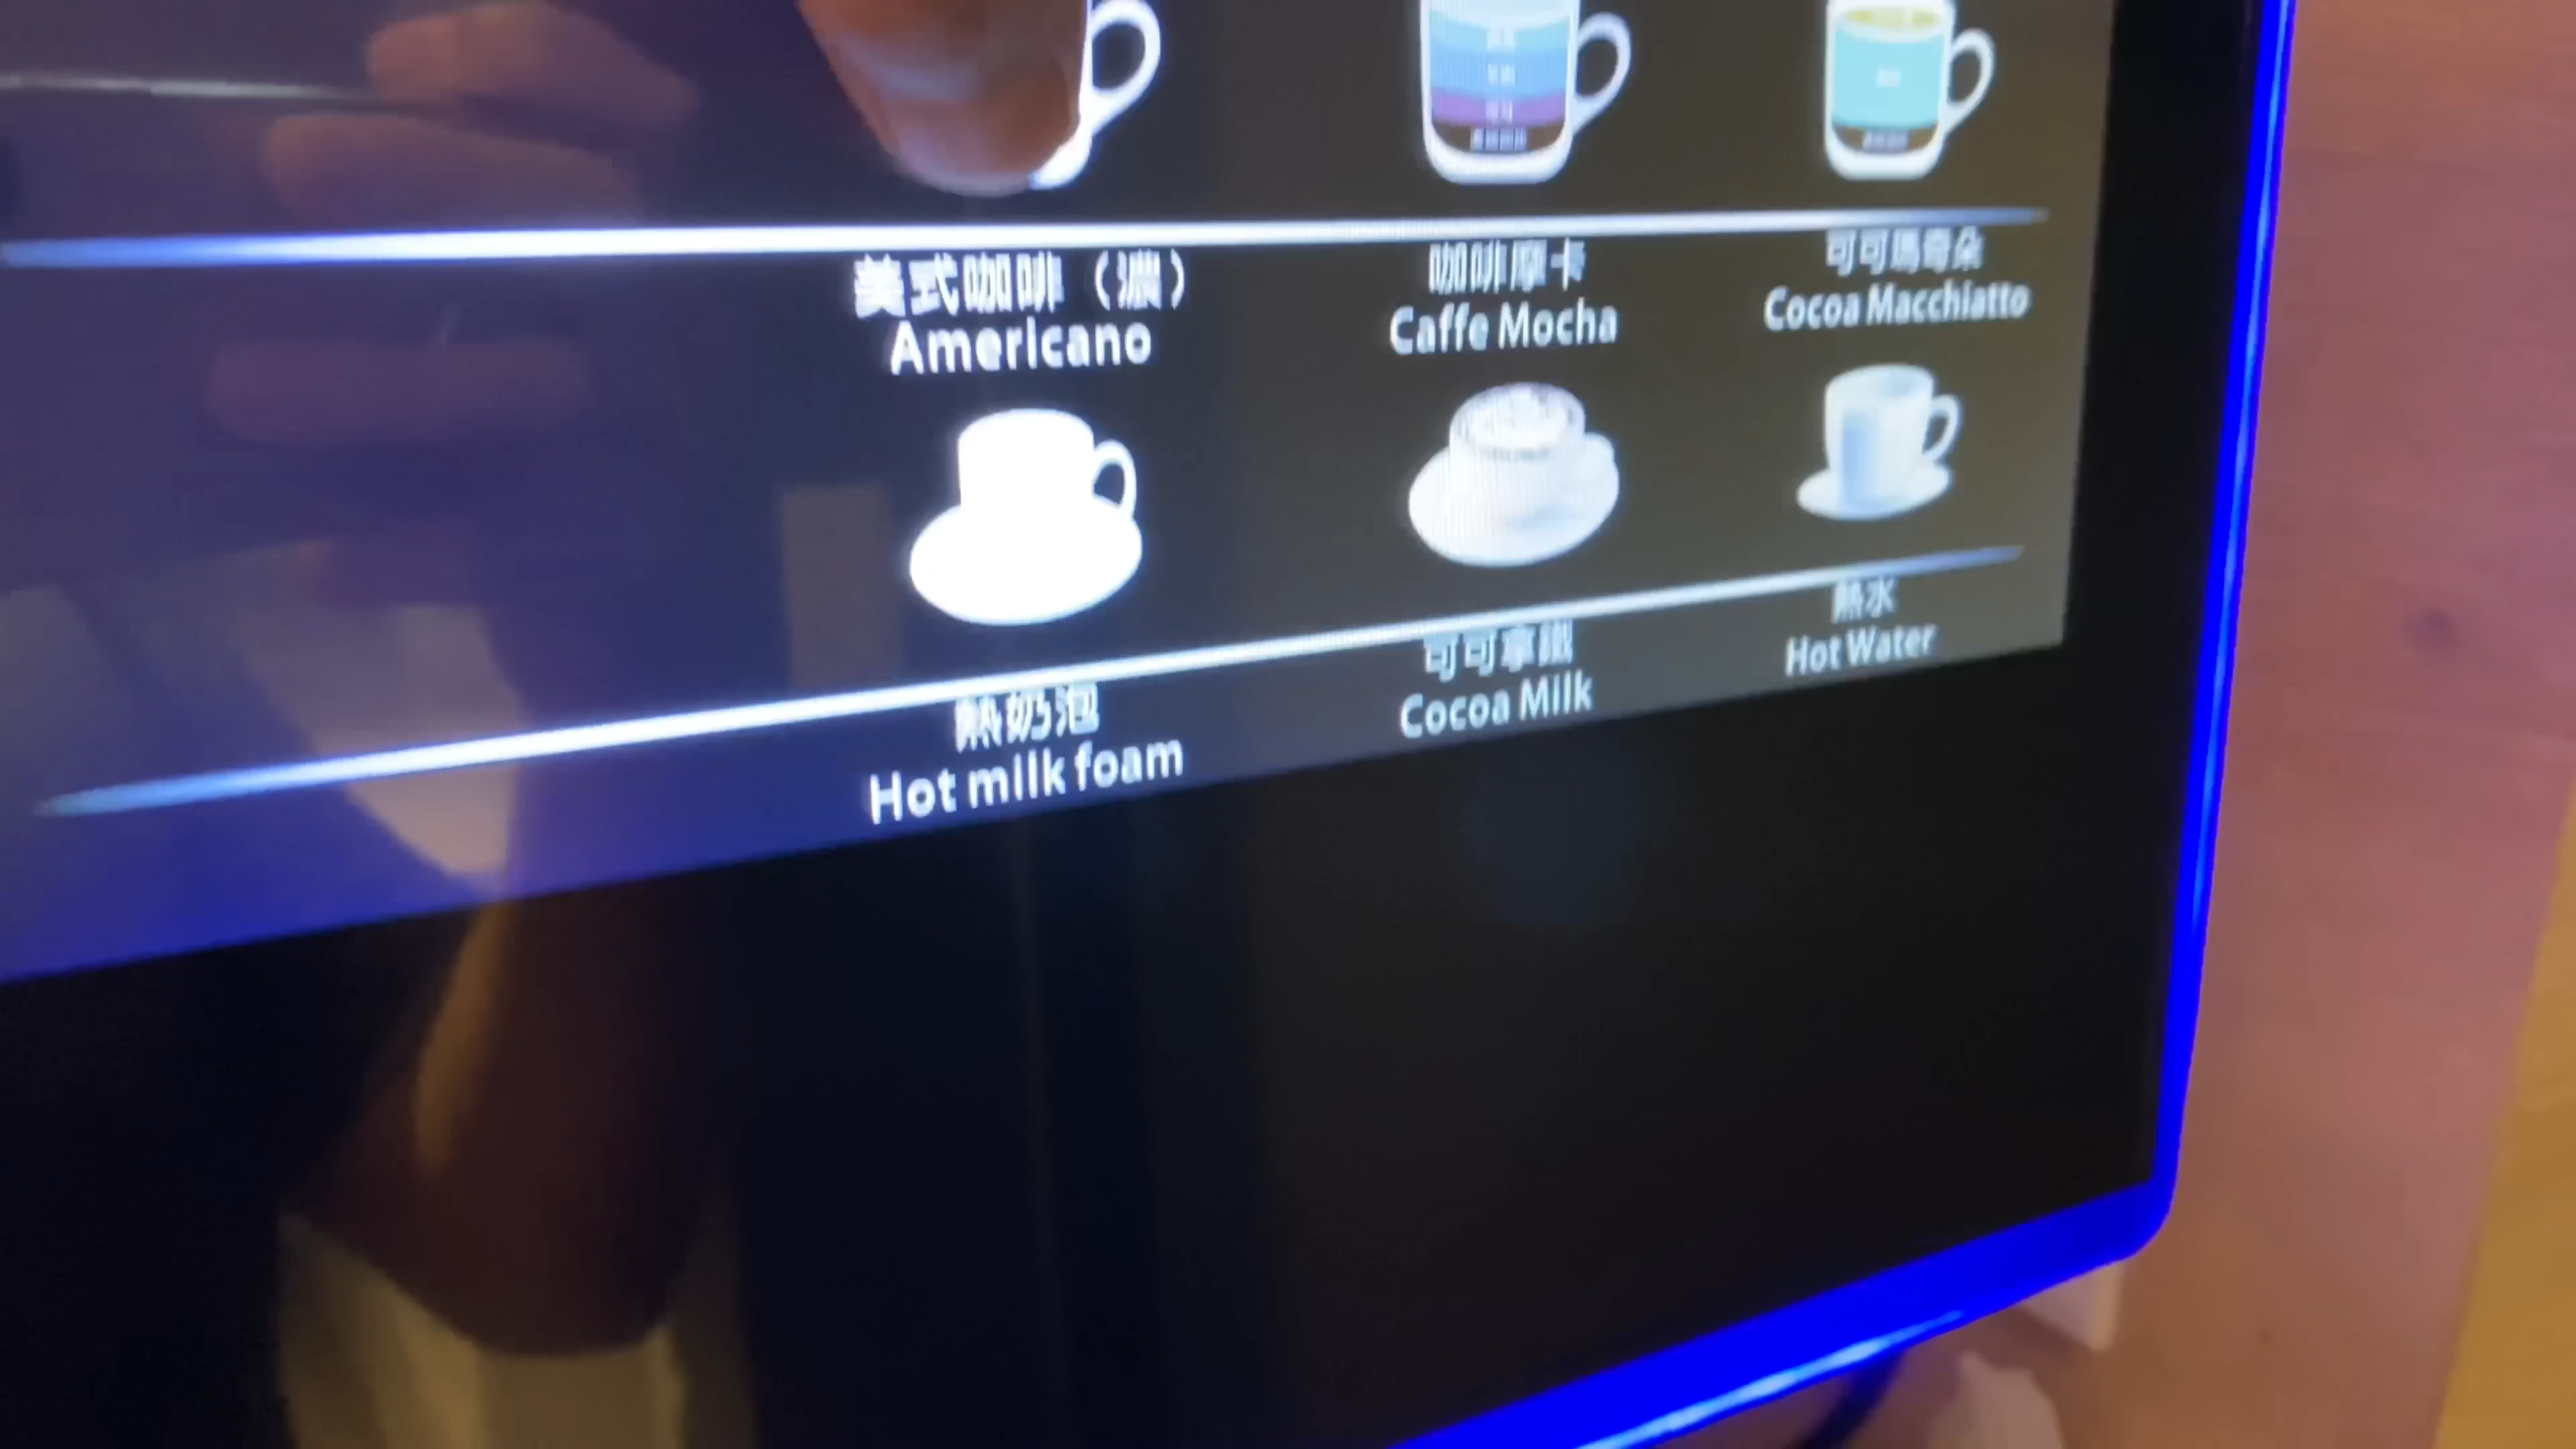 美式咖啡（濃）
Americano
咖啡摩卡
Caffe Mocha
可可瑪奇朵
Cocoa Macchiatto
熱奶泡
Hot milk foam
可可拿鐵
Cocoa Milk
熱水
Hot Water